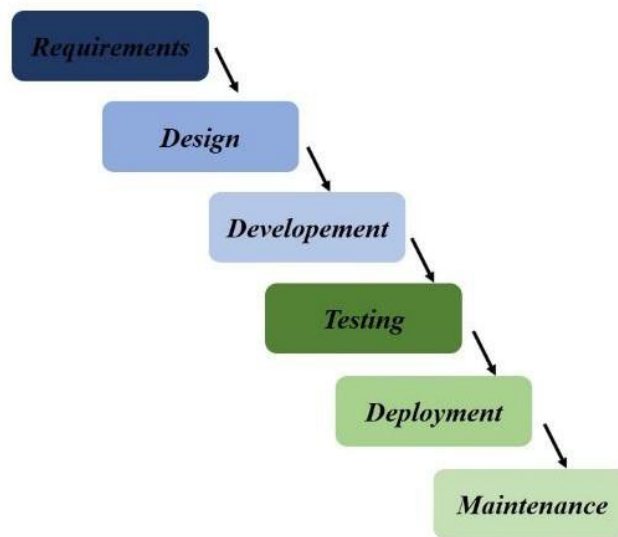 Requirements
Design
Developement
Testing
Deployment
Maintenance